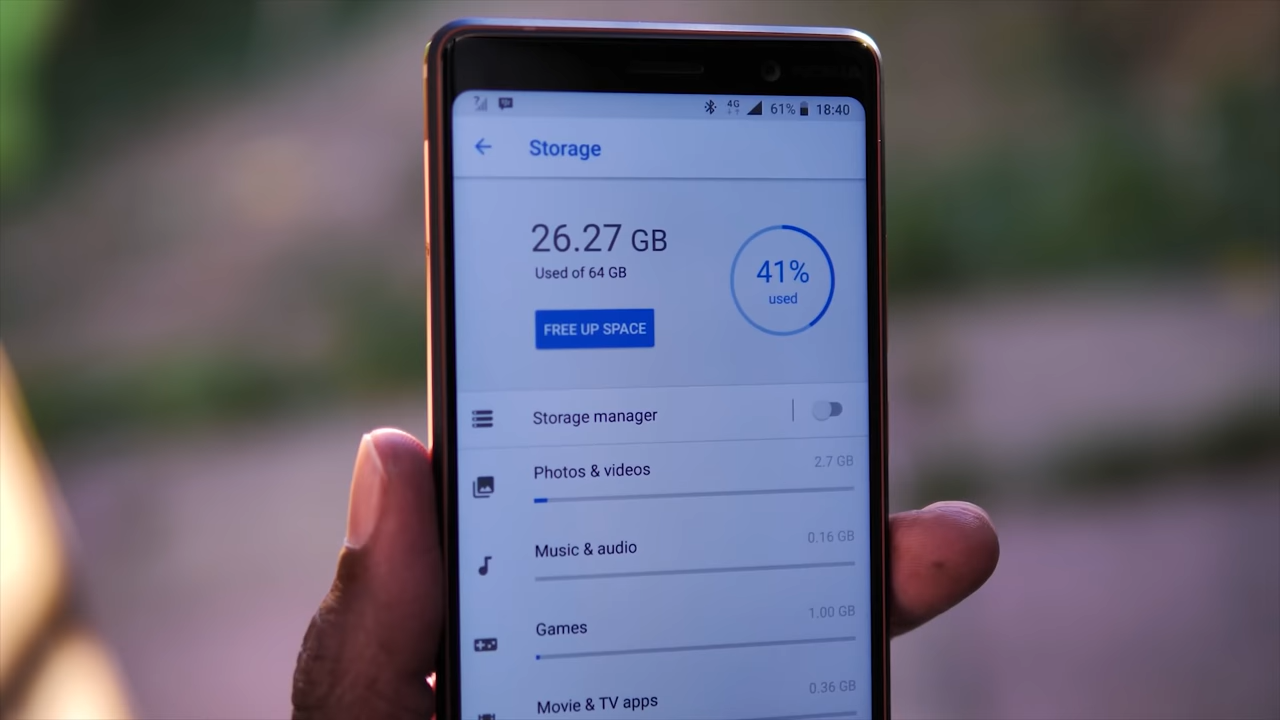 4G 61% 18:40
Storage
26.27 GB
Used of 64 GB
41%
used
FREE UP SPACE
Storage manager
Photos & videos 2.7 GB
Music & audio 0.16 GB
Games 1.00 GB
Movie & TV apps 0.36 GB